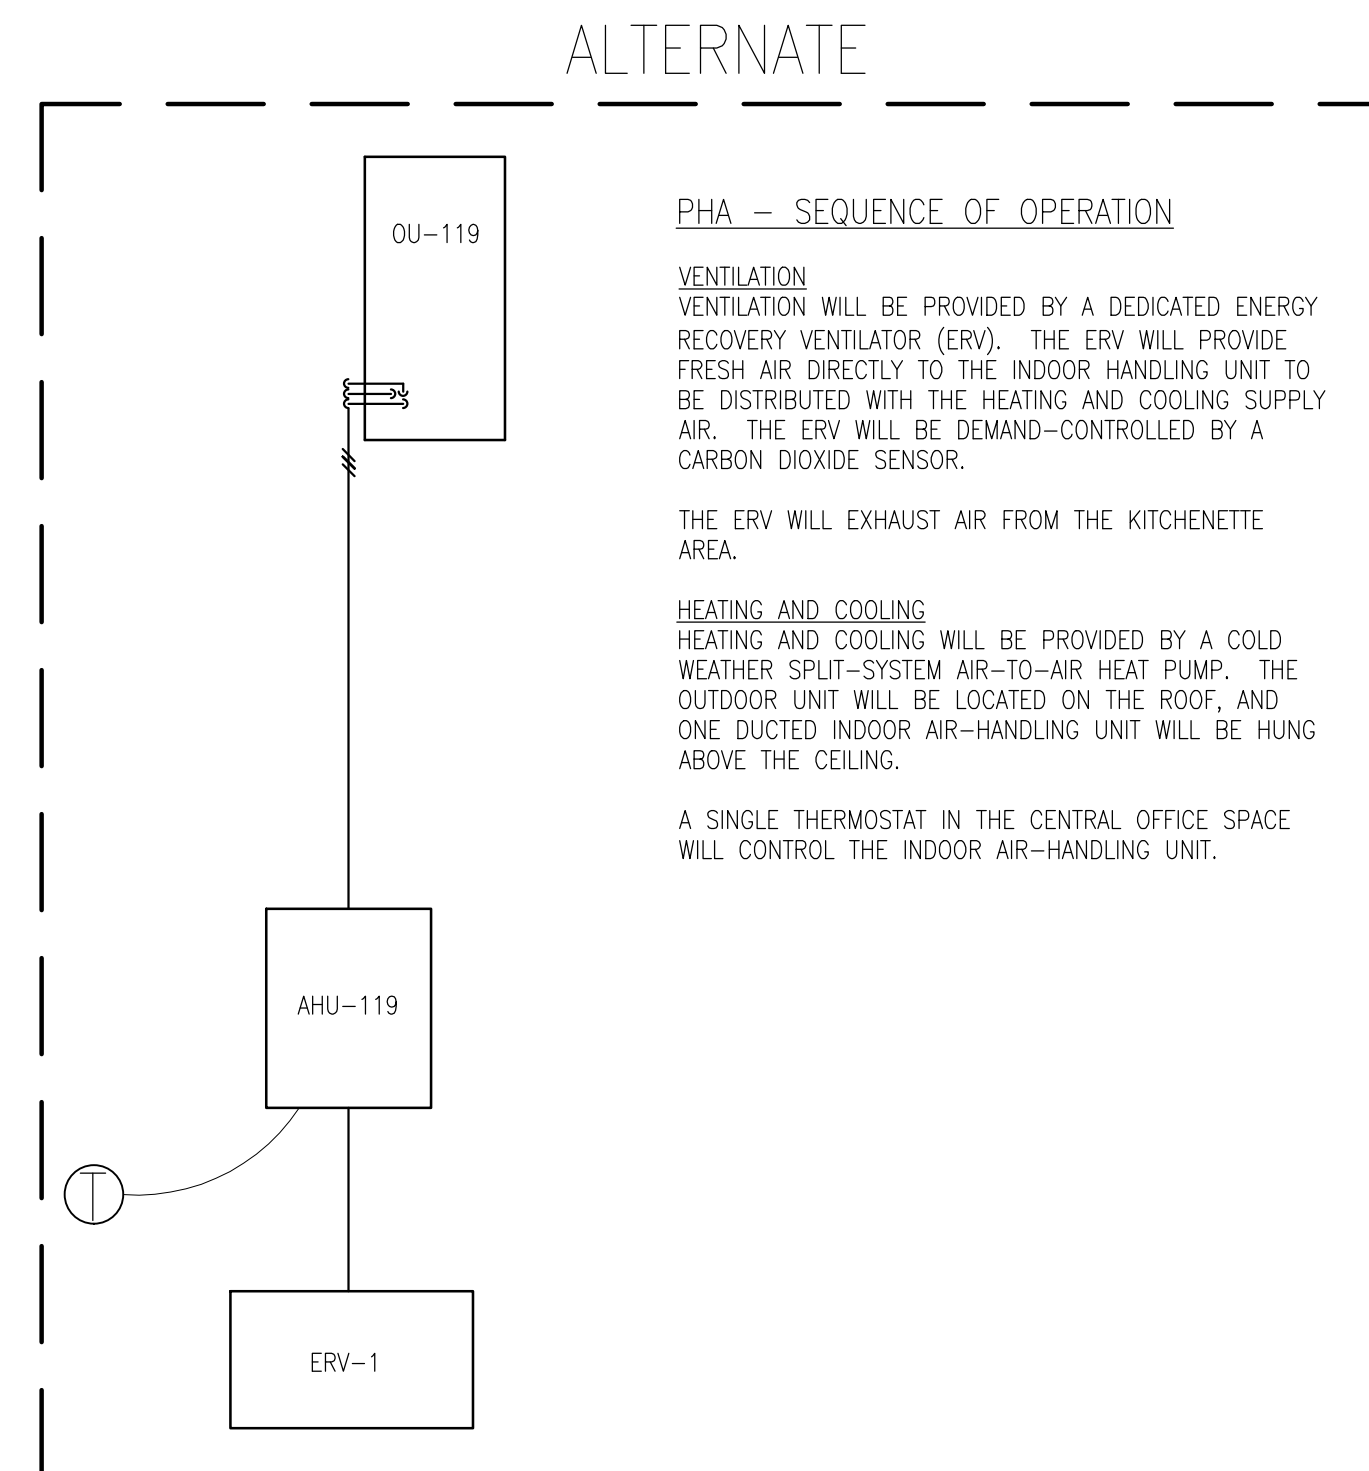 ALTERNATE
OU-119
PHA - SEQUENCE OF OPERATION
VENTILATION
VENTILATION WILL BE PROVIDED BY A DEDICATED ENERGY
RECOVERY VENTILATOR (ERV). THE ERV WILL PROVIDE
FRESH AIR DIRECTLY TO THE INDOOR HANDLING UNIT TO
BE DISTRIBUTED WITH THE HEATING AND COOLING SUPPLY
AIR. THE ERV WILL BE DEMAND-CONTROLLED BY A
CARBON DIOXIDE SENSOR.
THE ERV WILL EXHAUST AIR FROM THE KITCHENETTE
AREA.
HEATING AND COOLING
HEATING AND COOLING WILL BE PROVIDED BY A COLD
WEATHER SPLIT-SYSTEM AIR-TO-AIR HEAT PUMP. THE
OUTDOOR UNIT WILL BE LOCATED ON THE ROOF, AND
ONE DUCTED INDOOR AIR-HANDLING UNIT WILL BE HUNG
ABOVE THE CEILING.
A SINGLE THERMOSTAT IN THE CENTRAL OFFICE SPACE
WILL CONTROL THE INDOOR AIR-HANDLING UNIT.
AHU-119
T
ERV-1